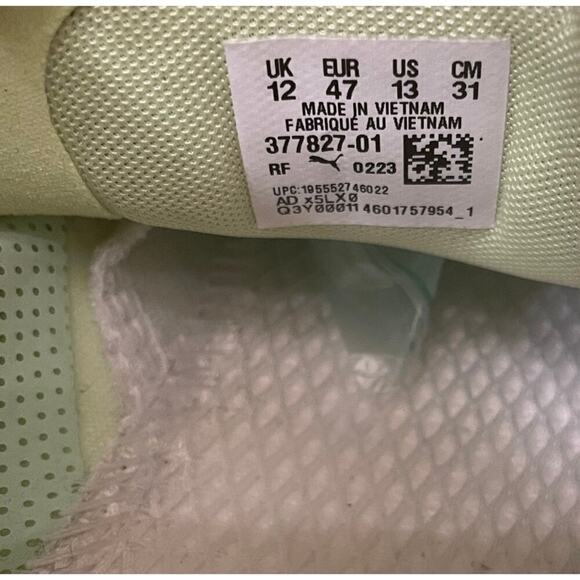 UK EUR US CM
12 47 13 31
MADE IN VIETNAM
FABRIQUÉ AU VIETNAM
377827-01
RF 0223
UPC:195552746022
AD x5LX0
Q3Y00011 4601757954_1